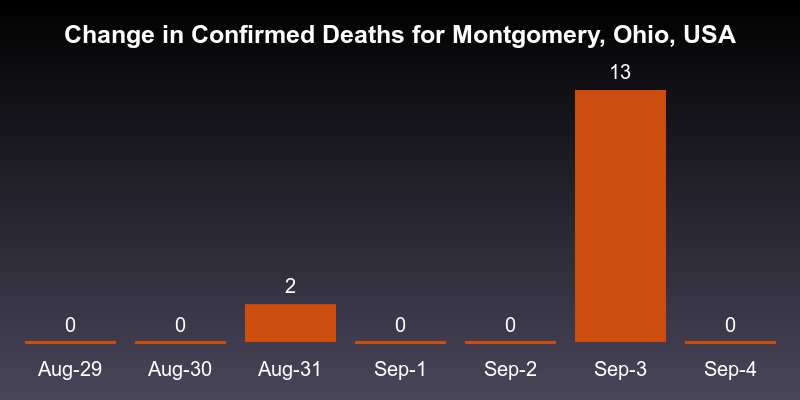 Change in Confirmed Deaths for Montgomery, Ohio, USA
13
2
0 0 0 0 0
Aug-29 Aug-30 Aug-31 Sep-1 Sep-2 Sep-3 Sep-4